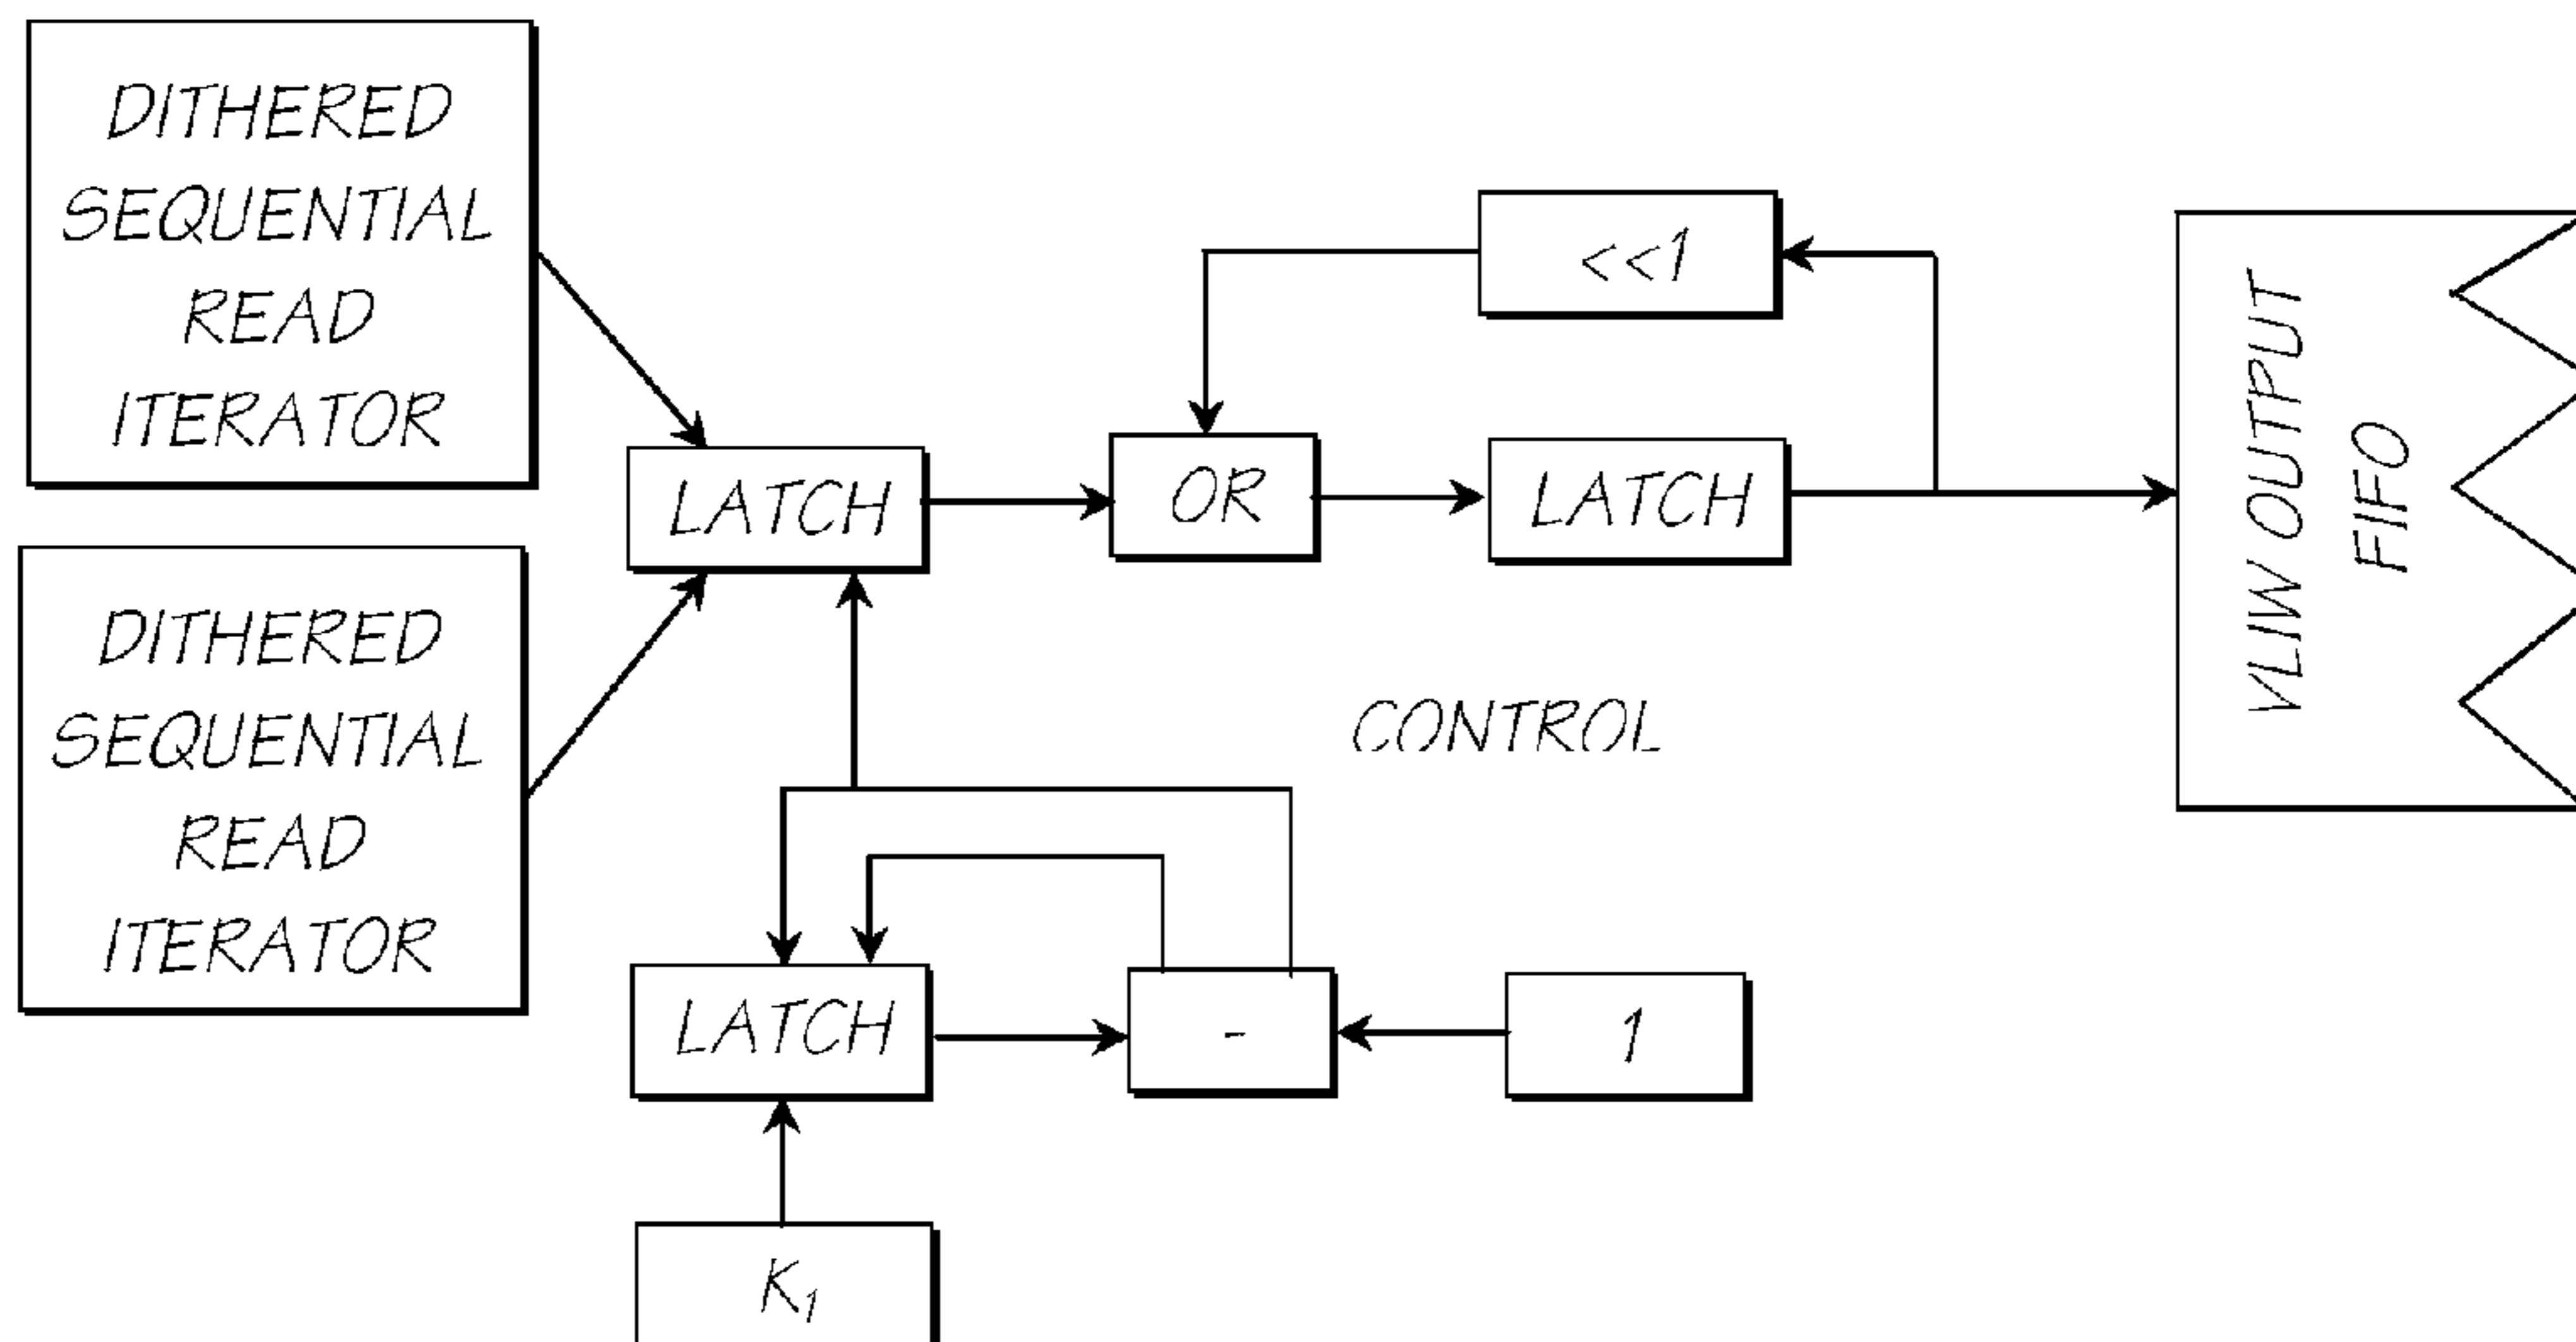 DITHERED
SEQUENTIAL
READ
ITERATOR
<<1
LATCH
OR
LATCH
VLIW OUTPUT
FIFO
DITHERED
SEQUENTIAL
READ
ITERATOR
CONTROL
LATCH
-
1
K₁